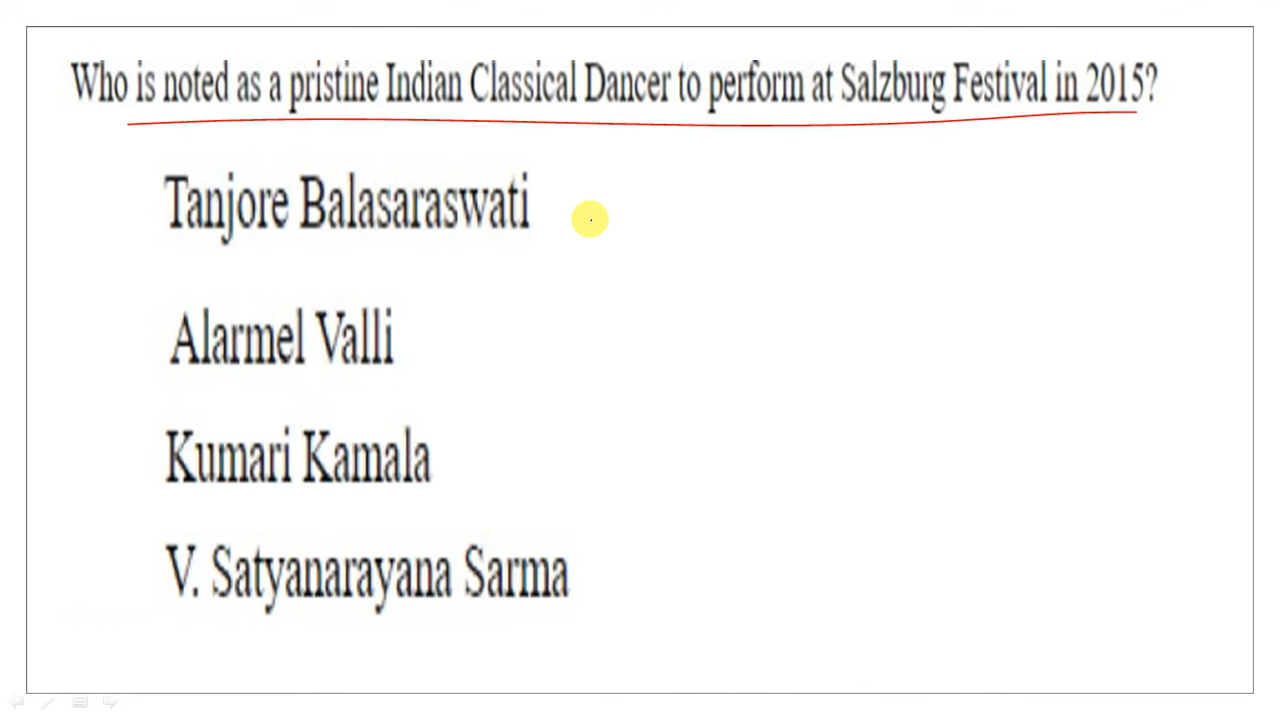 Who is noted as a pristine Indian Classical Dancer to perform at Salzburg Festival in 2015?
Tanjore Balasaraswati
Alarmel Valli
Kumari Kamala
V. Satyanarayana Sarma